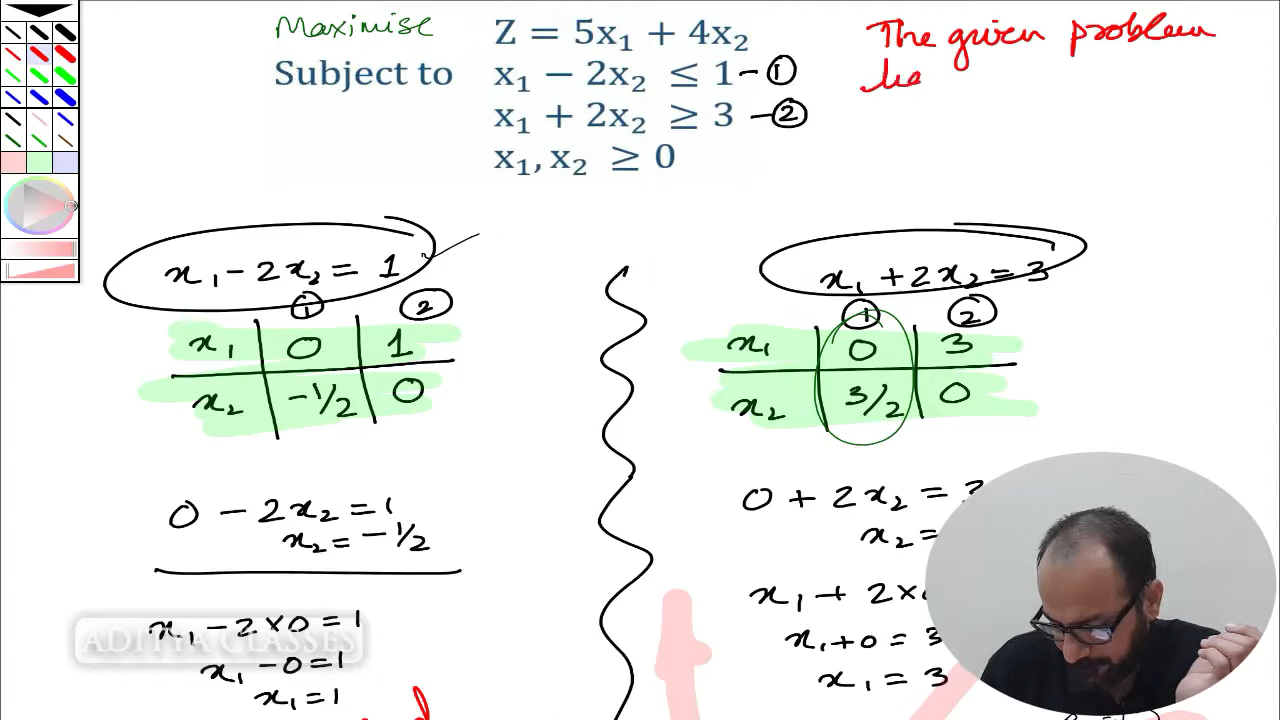 Maximise Z = 5x₁ + 4x₂
Subject to x₁ − 2x₂ ≤ 1 – ①
x₁ + 2x₂ ≥ 3 – ②
x₁, x₂ ≥ 0
The given problem
ha
x₁ − 2x₂ = 1
① ②
x₁ 0 1
x₂ −1/2 0
0 − 2x₂ = 1
x₂ = −1/2
x₁ − 2×0 = 1
x₁ − 0 = 1
x₁ = 1
x₁ + 2x₂ = 3
① ②
x₁ 0 3
x₂ 3/2 0
0 + 2x₂ = 3
x₂ =
x₁ + 2×
x₁ + 0 = 3
x₁ = 3
ADITYA CLASSES